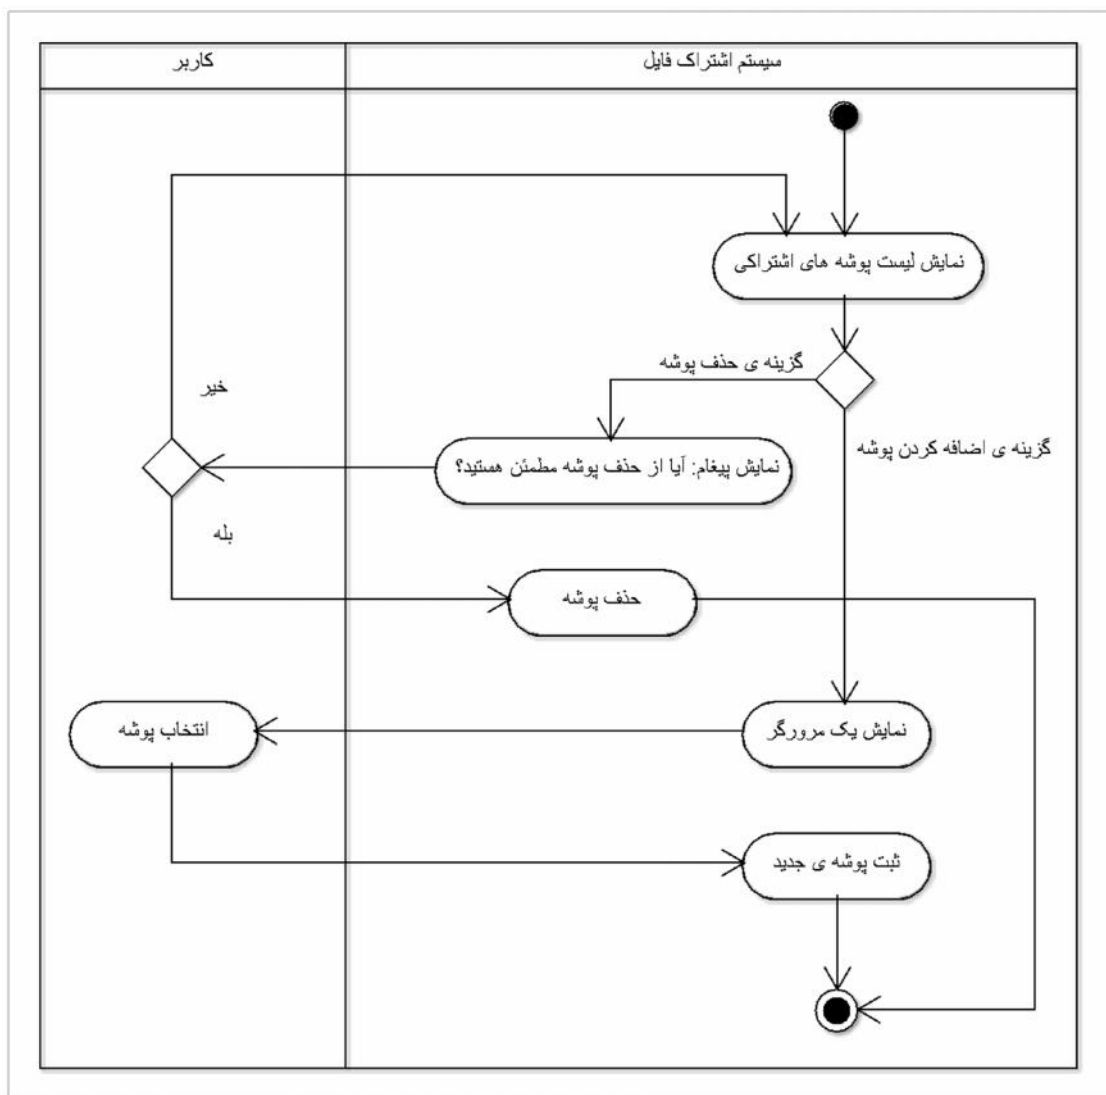 سیستم اشتراک فایل
کاربر
نمایش لیست پوشه های اشتراکی
گزینه ی حذف پوشه
خیر
گزینه ی اضافه کردن پوشه
نمایش پیغام: آیا از حذف پوشه مطمئن هستید؟
بله
حذف پوشه
نمایش یک مرورگر
انتخاب پوشه
ثبت پوشه ی جدید